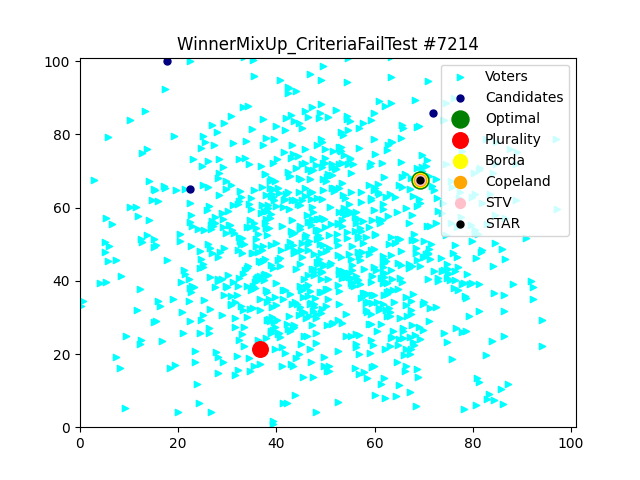 WinnerMixUp_CriteriaFailTest #7214
100
80
60
40
20
0
0 20 40 60 80 100
Voters
Candidates
Optimal
Plurality
Borda
Copeland
STV
STAR